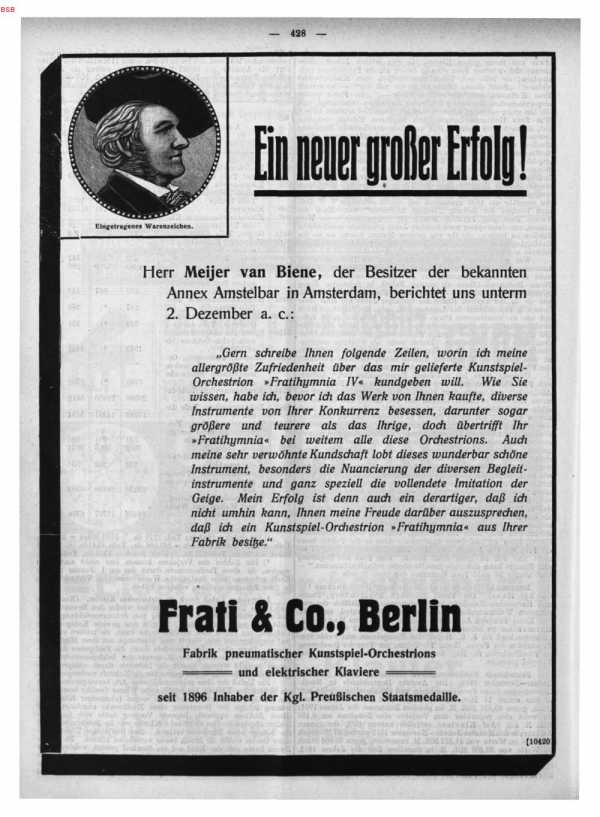 BSB
— 428 —
Eingetragenes Warenzeichen.
Ein neuer großer Erfolg!
Herr Meijer van Biene, der Besitzer der bekannten
Annex Amstelbar in Amsterdam, berichtet uns unterm
2. Dezember a. c.:
„Gern schreibe Ihnen folgende Zeilen, worin ich meine
allergrößte Zufriedenheit über das mir gelieferte Kunstspiel-
Orchestrion »Fratihymnia IV« kundgeben will. Wie Sie
wissen, habe ich, bevor ich das Werk von Ihnen kaufte, diverse
Instrumente von Ihrer Konkurrenz besessen, darunter sogar
größere und teurere als das Ihrige, doch übertrifft Ihr
»Fratihymnia« bei weitem alle diese Orchestrions. Auch
meine sehr verwöhnte Kundschaft lobt dieses wunderbar schöne
Instrument, besonders die Nuancierung der diversen Begleit-
instrumente und ganz speziell die vollendete Imitation der
Geige. Mein Erfolg ist denn auch ein derartiger, daß ich
nicht umhin kann, Ihnen meine Freude darüber auszusprechen,
daß ich ein Kunstspiel-Orchestrion »Fratihymnia« aus Ihrer
Fabrik besitze.“
Frati & Co., Berlin
Fabrik pneumatischer Kunstspiel-Orchestrions
und elektrischer Klaviere
seit 1896 Inhaber der Kgl. Preußischen Staatsmedaille.
[10420